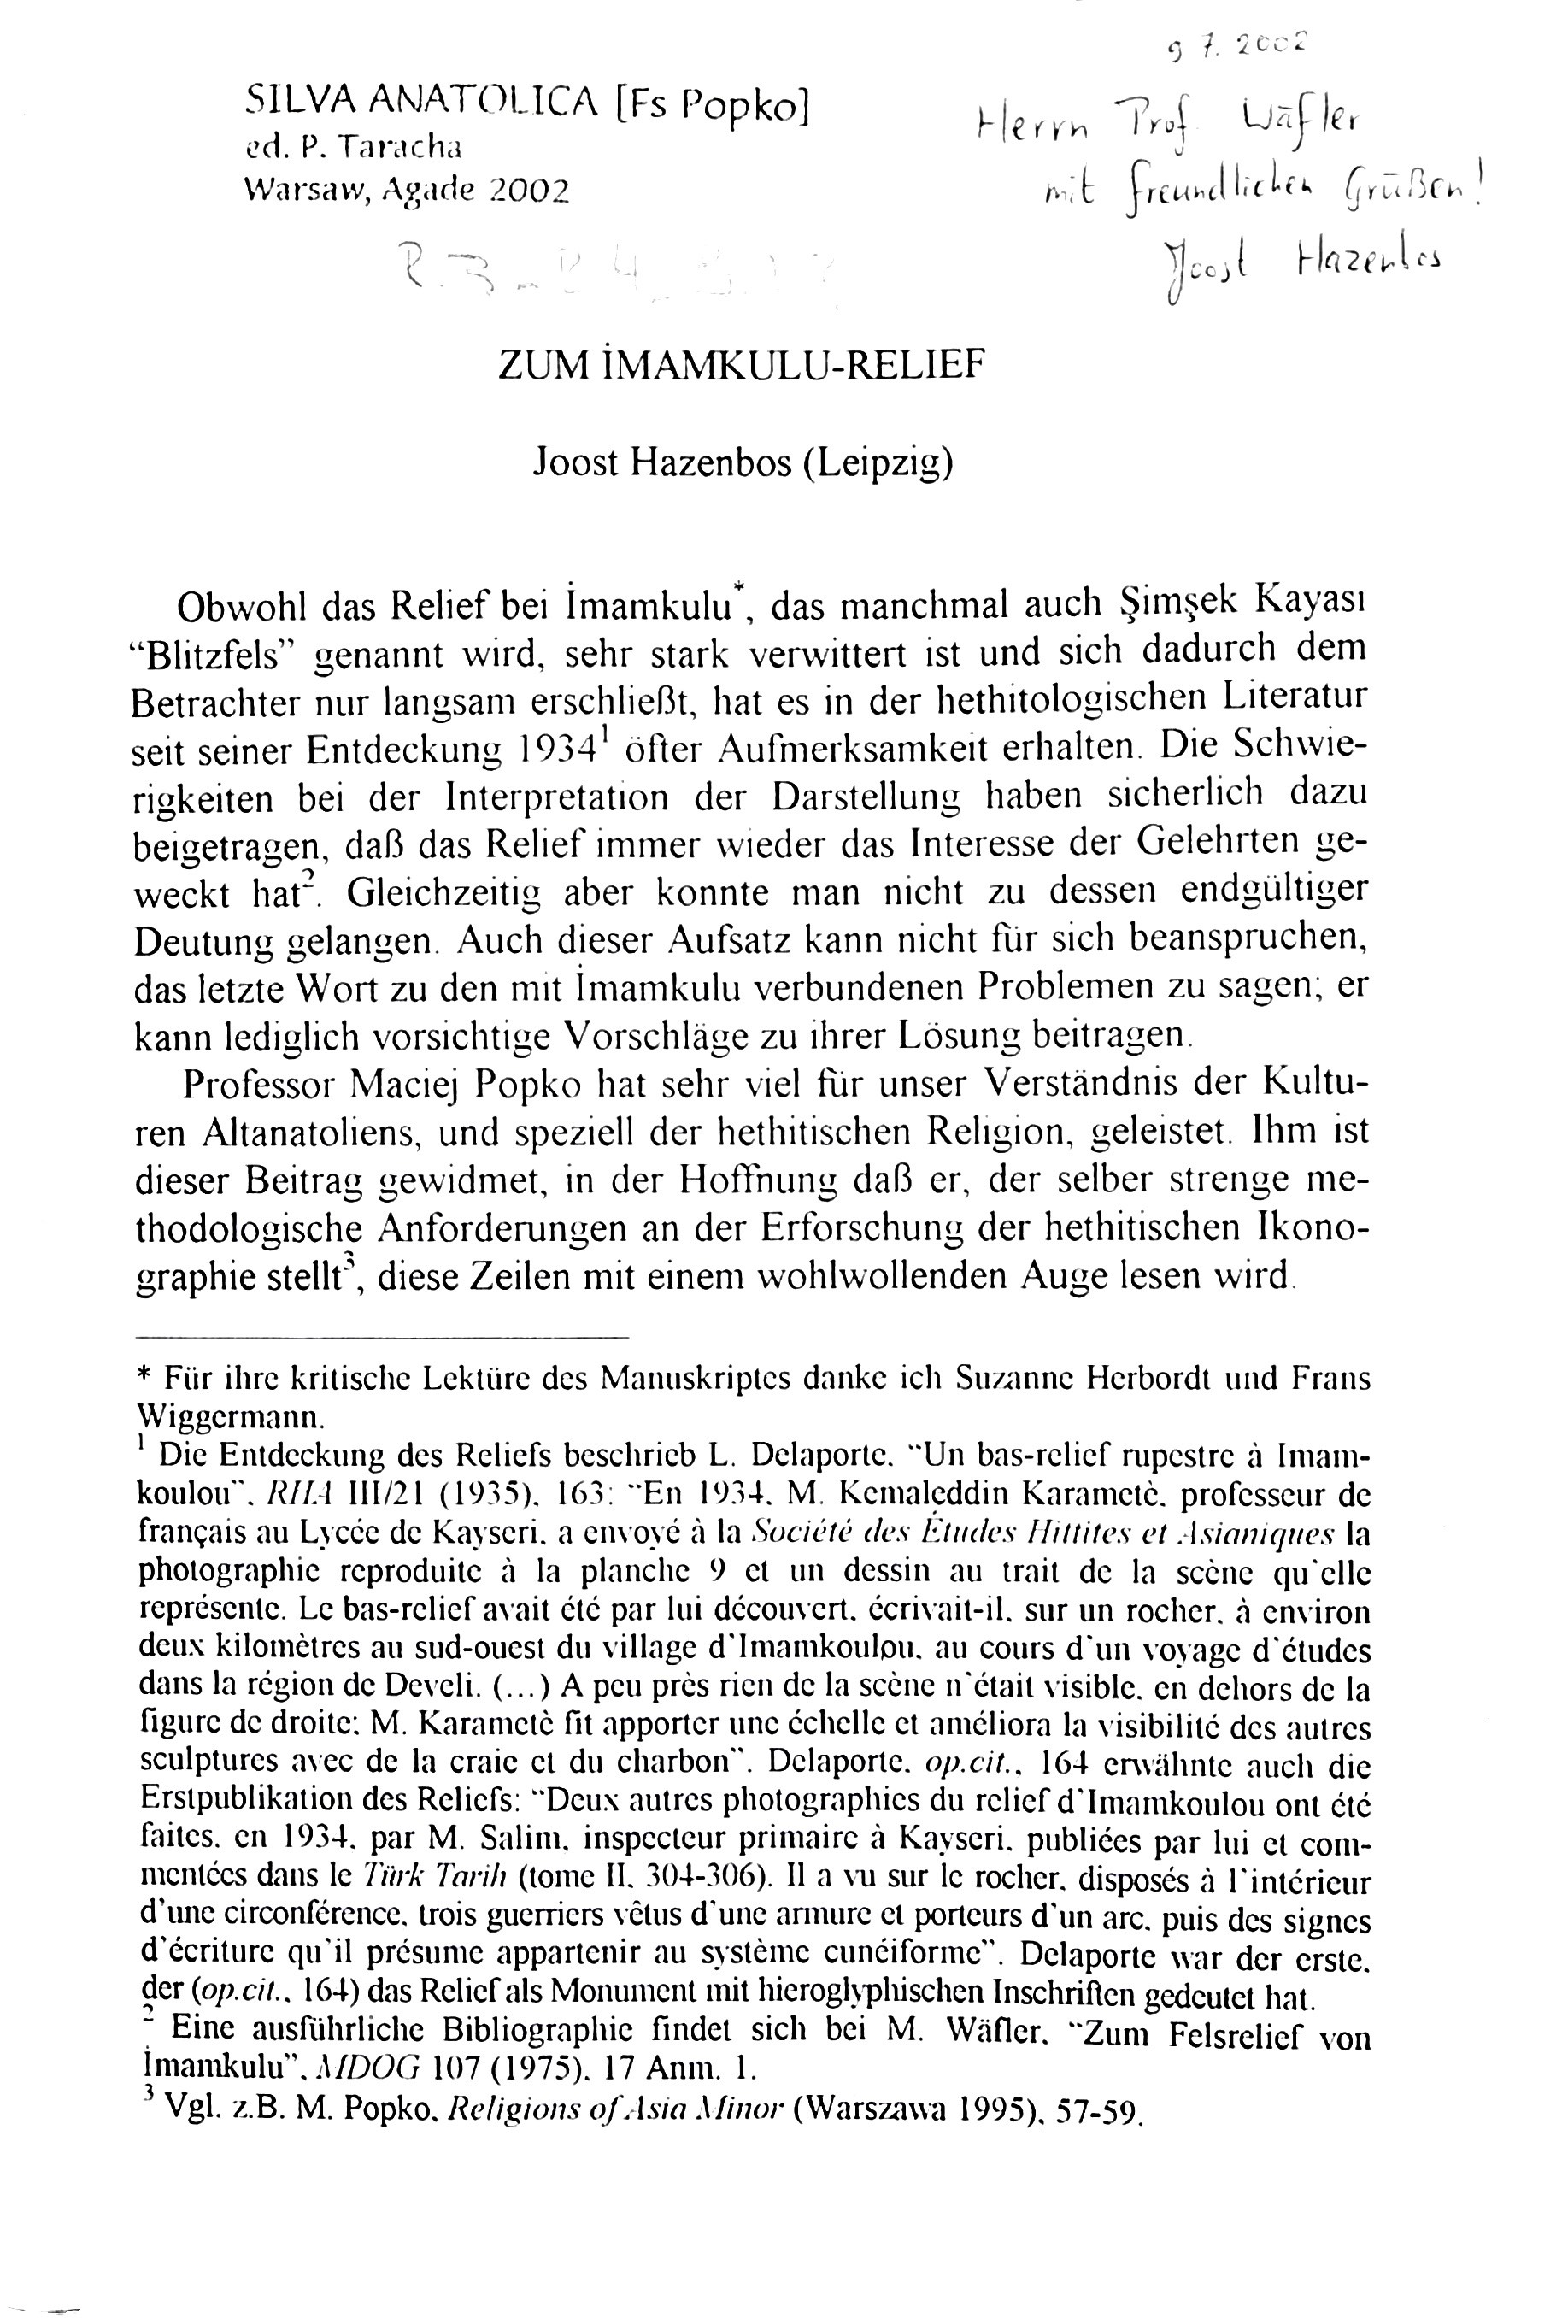 9 7. 2002
SILVA ANATOLICA [Fs Popko]
ed. P. Taracha
Warsaw, Agade 2002
Herrn Prof Wäfler
mit freundlichen Grüßen!
Joost Hazenbos
ZUM İMAMKULU-RELIEF
Joost Hazenbos (Leipzig)
Obwohl das Relief bei İmamkulu*, das manchmal auch Şimşek Kayası
“Blitzfels” genannt wird, sehr stark verwittert ist und sich dadurch dem
Betrachter nur langsam erschließt, hat es in der hethitologischen Literatur
seit seiner Entdeckung 1934¹ öfter Aufmerksamkeit erhalten. Die Schwie-
rigkeiten bei der Interpretation der Darstellung haben sicherlich dazu
beigetragen, daß das Relief immer wieder das Interesse der Gelehrten ge-
weckt hat². Gleichzeitig aber konnte man nicht zu dessen endgültiger
Deutung gelangen. Auch dieser Aufsatz kann nicht für sich beanspruchen,
das letzte Wort zu den mit İmamkulu verbundenen Problemen zu sagen; er
kann lediglich vorsichtige Vorschläge zu ihrer Lösung beitragen.
Professor Maciej Popko hat sehr viel für unser Verständnis der Kultu-
ren Altanatoliens, und speziell der hethitischen Religion, geleistet. Ihm ist
dieser Beitrag gewidmet, in der Hoffnung daß er, der selber strenge me-
thodologische Anforderungen an der Erforschung der hethitischen Ikono-
graphie stellt³, diese Zeilen mit einem wohlwollenden Auge lesen wird.
* Für ihre kritische Lektüre des Manuskriptes danke ich Suzanne Herbordt und Frans
Wiggermann.
¹ Die Entdeckung des Reliefs beschrieb L. Delaporte, “Un bas-relief rupestre à Imam-
koulou”, RHA III/21 (1935), 163: “En 1934, M. Kemaleddin Karametè, professeur de
français au Lycée de Kayseri, a envoyé à la Société des Études Hittites et Asianiques la
photographie reproduite à la planche 9 et un dessin au trait de la scène qu'elle
représente. Le bas-relief avait été par lui découvert, écrivait-il, sur un rocher, à environ
deux kilomètres au sud-ouest du village d'Imamkoulou, au cours d'un voyage d'études
dans la région de Develi. (...) A peu près rien de la scène n'était visible, en dehors de la
figure de droite; M. Karametè fit apporter une échelle et améliora la visibilité des autres
sculptures avec de la craie et du charbon”. Delaporte, op.cit., 164 erwähnte auch die
Erstpublikation des Reliefs: “Deux autres photographies du relief d'Imamkoulou ont été
faites, en 1934, par M. Salim, inspecteur primaire à Kayseri, publiées par lui et com-
mentées dans le Türk Tarih (tome II, 304-306). Il a vu sur le rocher, disposés à l'intérieur
d'une circonférence, trois guerriers vêtus d'une armure et porteurs d'un arc, puis des signes
d'écriture qu'il présume appartenir au système cunéiforme”. Delaporte war der erste,
der (op.cit., 164) das Relief als Monument mit hieroglyphischen Inschriften gedeutet hat.
² Eine ausführliche Bibliographie findet sich bei M. Wäfler, “Zum Felsrelief von
İmamkulu”, MDOG 107 (1975), 17 Anm. 1.
³ Vgl. z.B. M. Popko, Religions of Asia Minor (Warszawa 1995), 57-59.